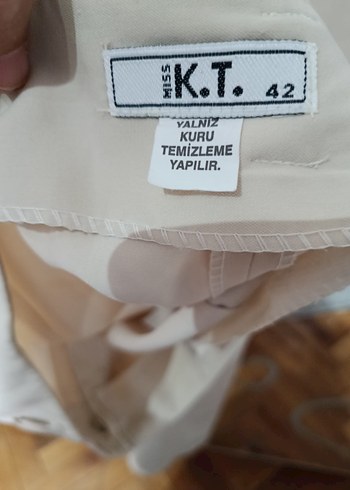 MISS K.T. 42
YALNIZ
KURU
TEMİZLEME
YAPILIR.